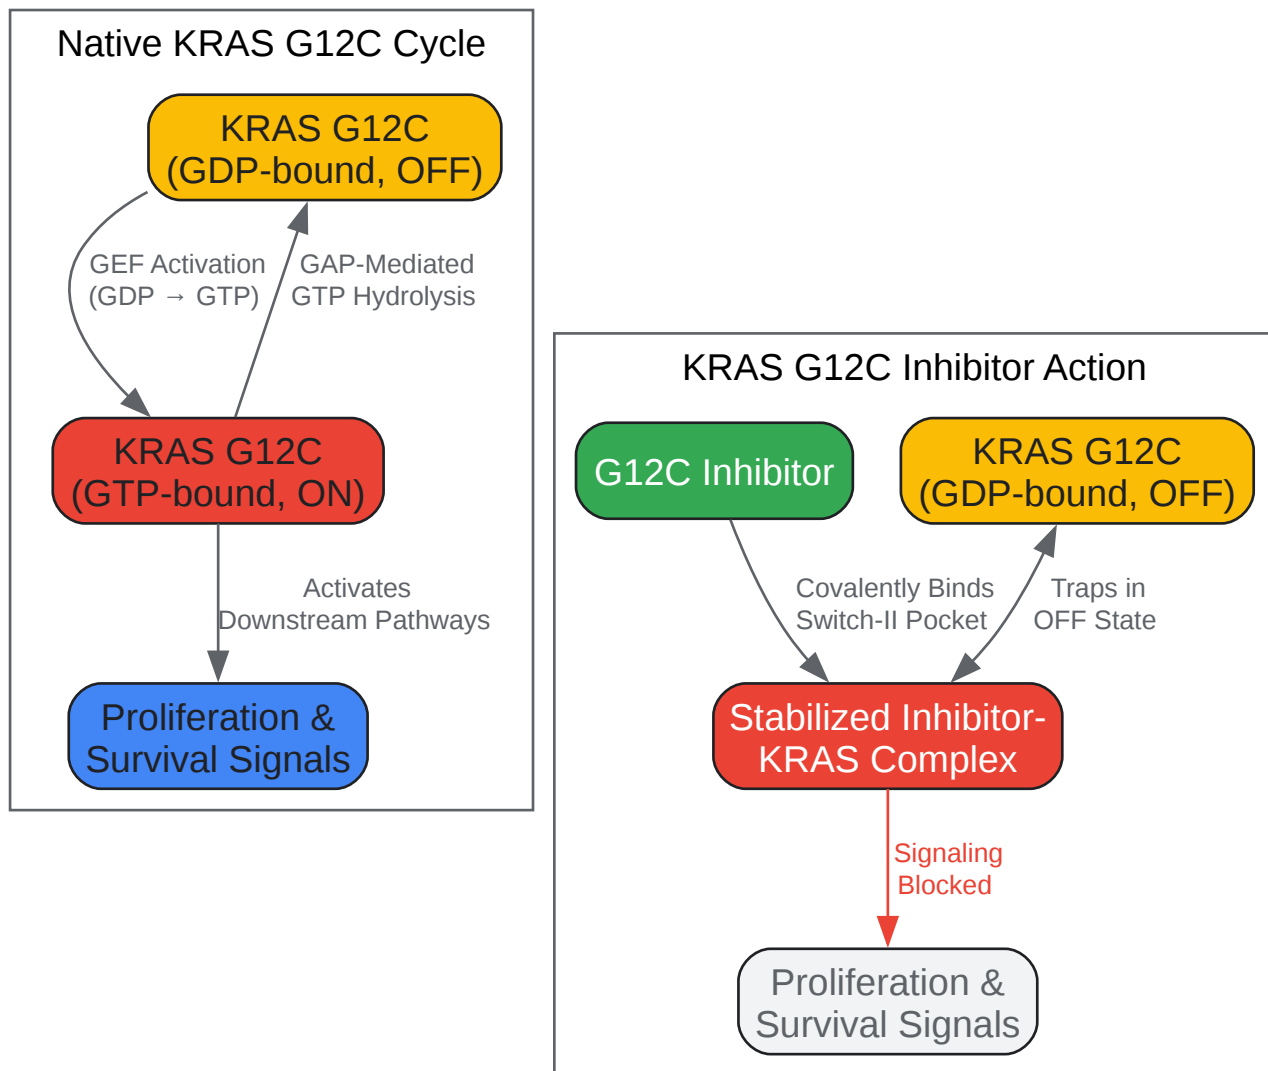 Native KRAS G12C Cycle
KRAS G12C
(GDP-bound, OFF)
GEF Activation
(GDP → GTP)
GAP-Mediated
GTP Hydrolysis
KRAS G12C
(GTP-bound, ON)
Activates
Downstream Pathways
Proliferation &
Survival Signals
KRAS G12C Inhibitor Action
G12C Inhibitor
KRAS G12C
(GDP-bound, OFF)
Covalently Binds
Switch-II Pocket
Traps in
OFF State
Stabilized Inhibitor-
KRAS Complex
Signaling
Blocked
Proliferation &
Survival Signals